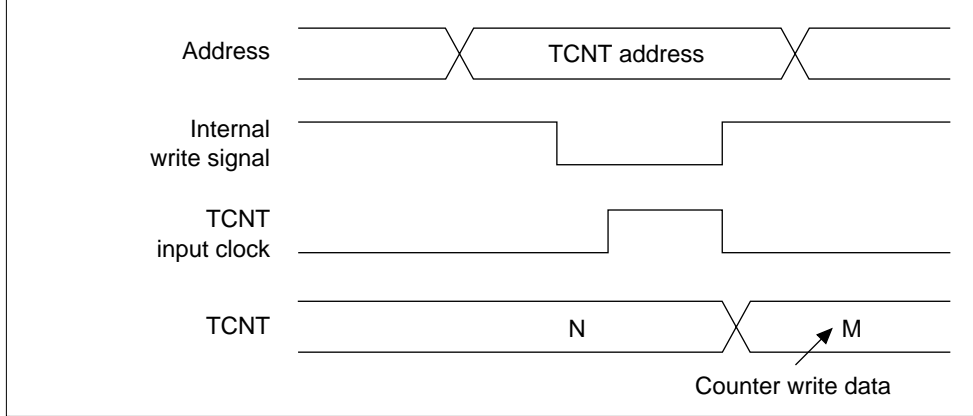 Address
TCNT address
Internal
write signal
TCNT
input clock
TCNT
N
M
Counter write data